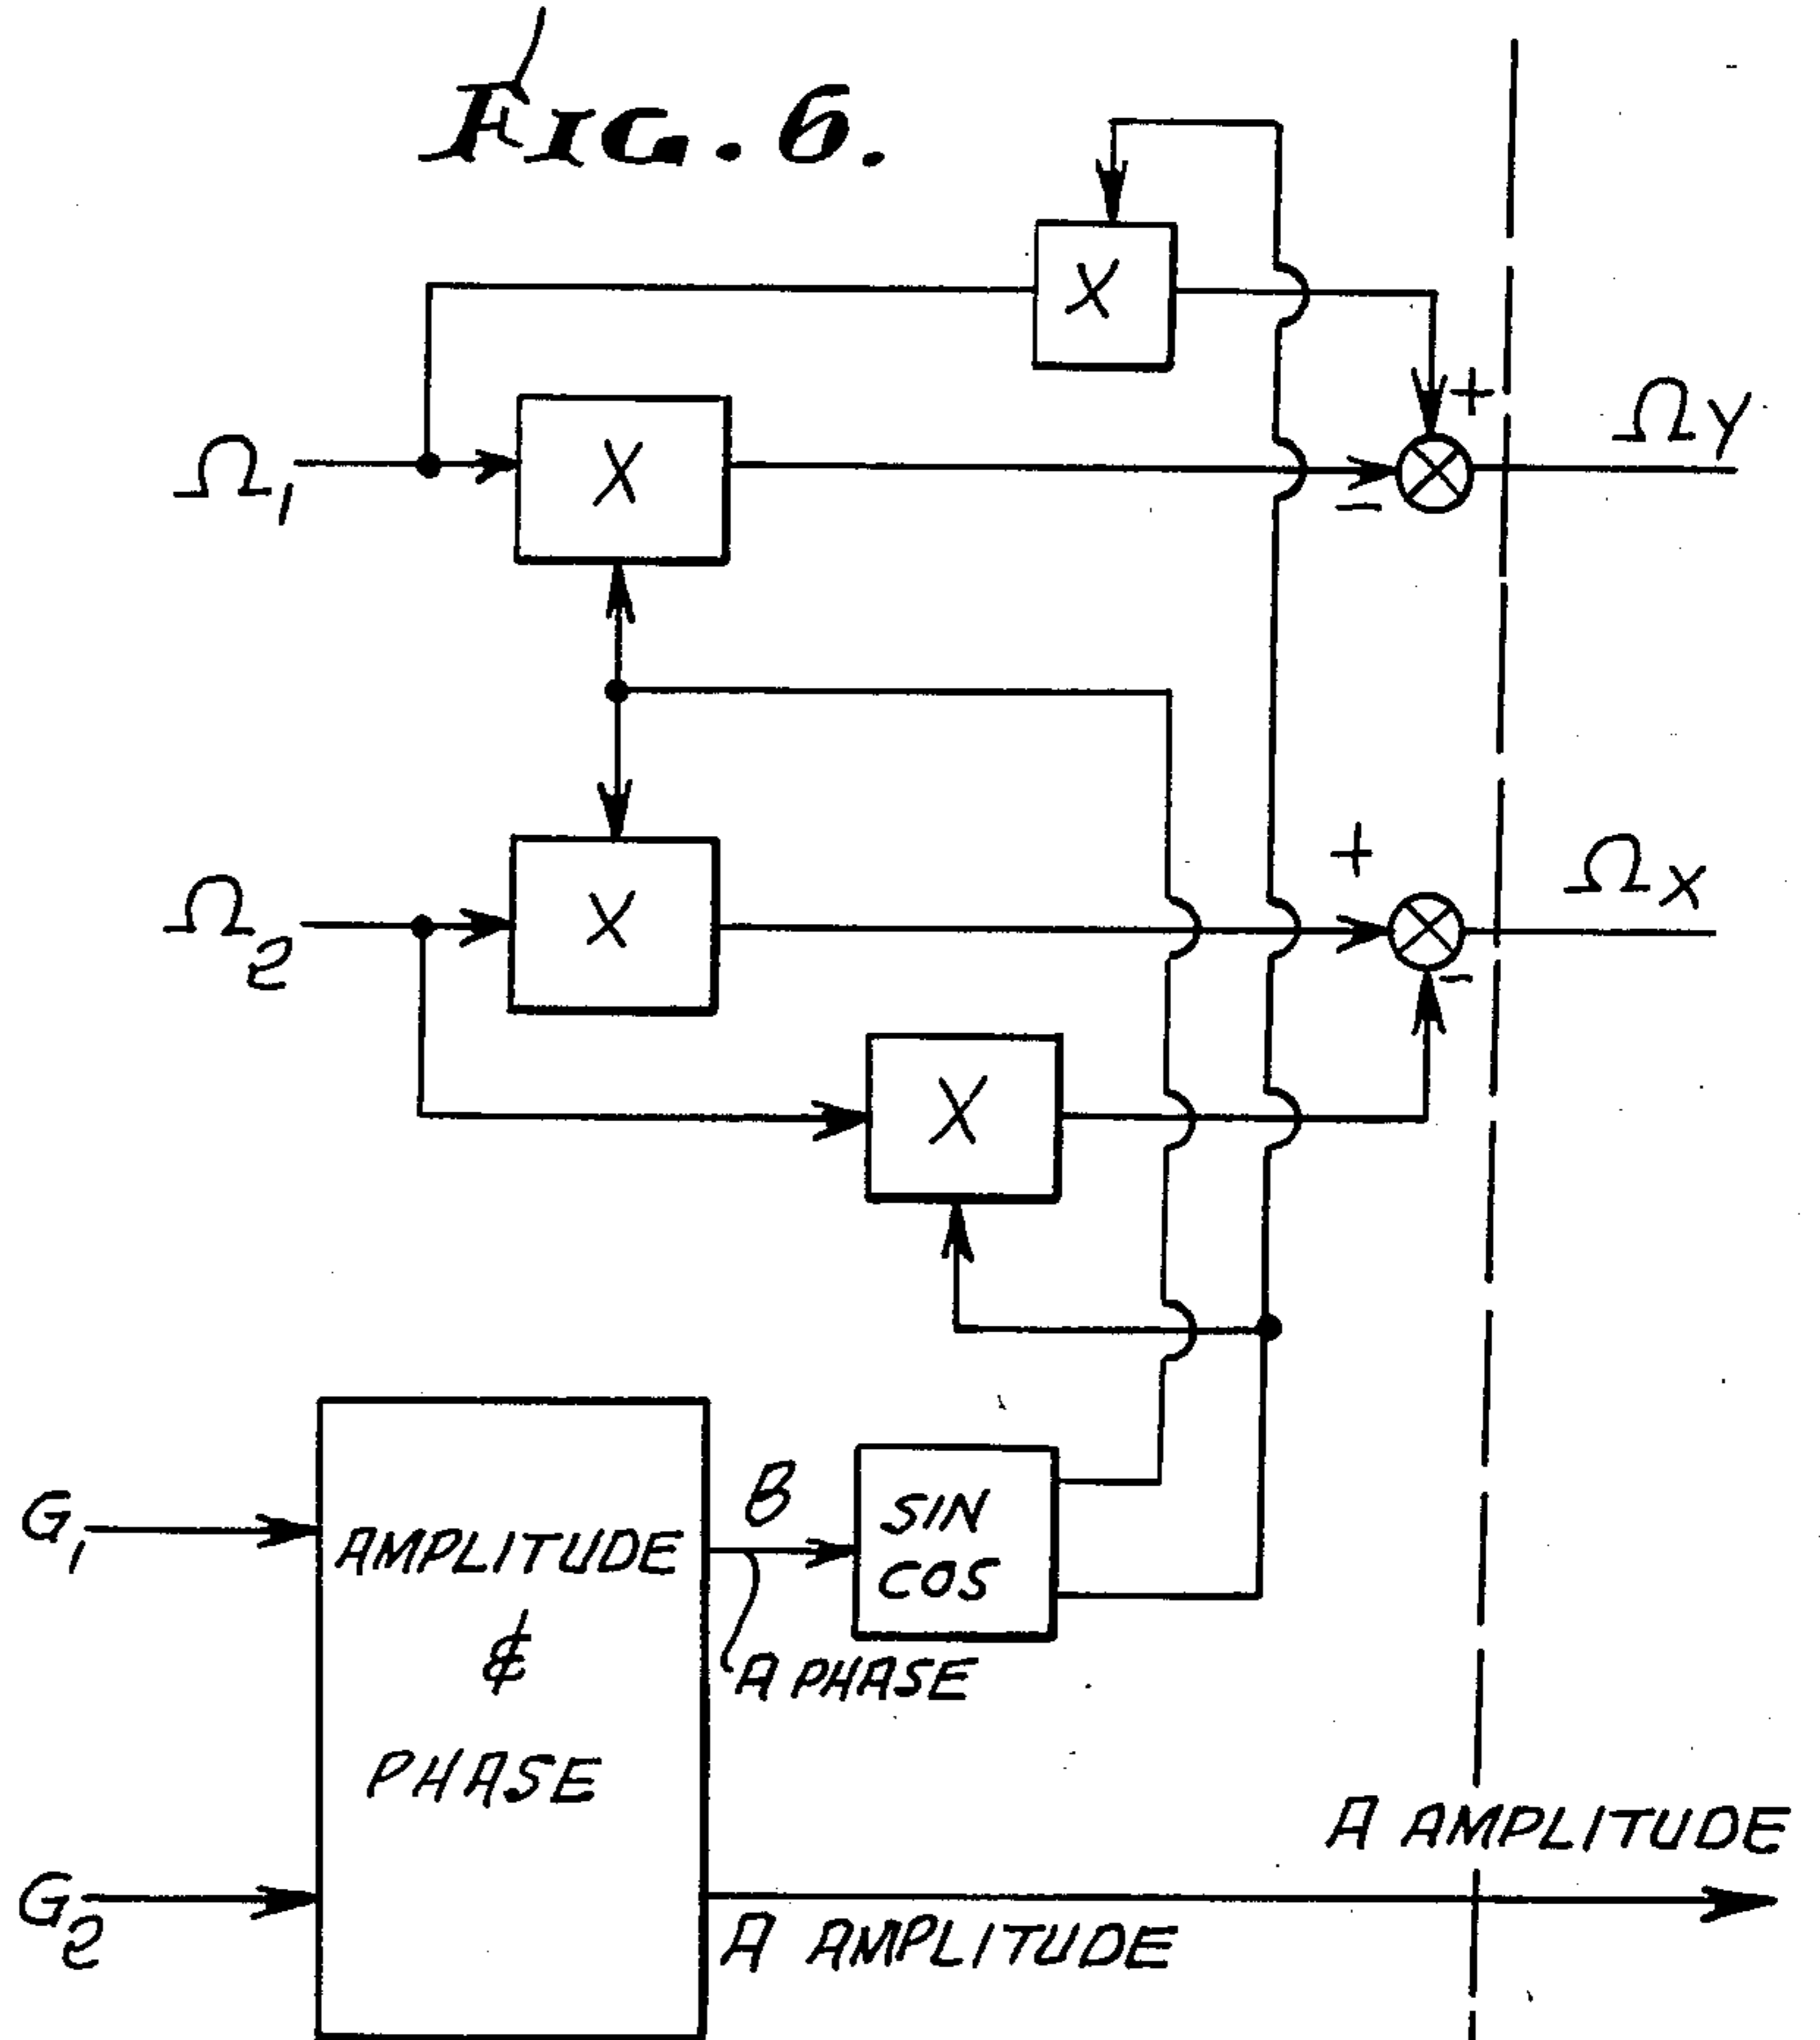 FIG. 6.
X
+
Ω1
X
−
ΩY
Ω2
X
+
ΩX
−
X
G1
AMPLITUDE
&
PHASE
B
SIN
COS
A PHASE
A AMPLITUDE
G2
A AMPLITUDE